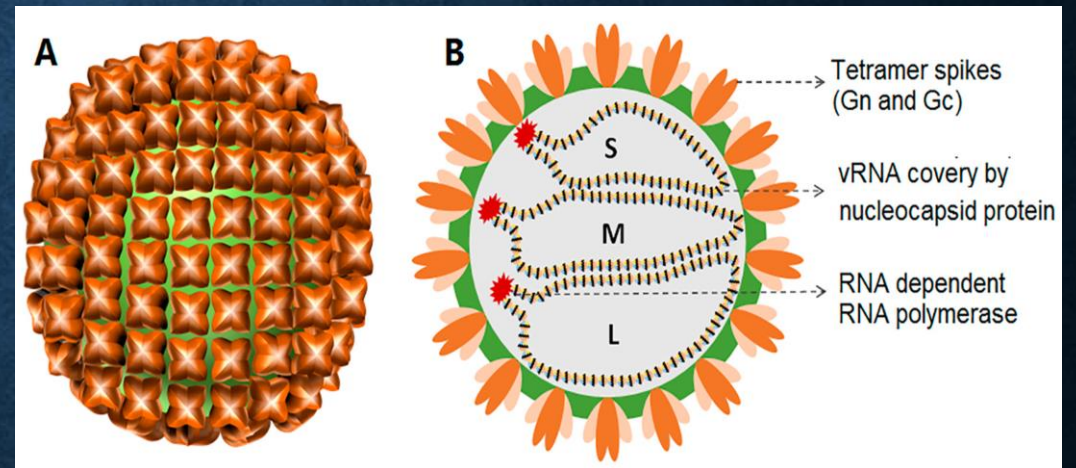 A
B
Tetramer spikes
(Gn and Gc)
S
vRNA covery by
nucleocapsid protein
M
RNA dependent
RNA polymerase
L